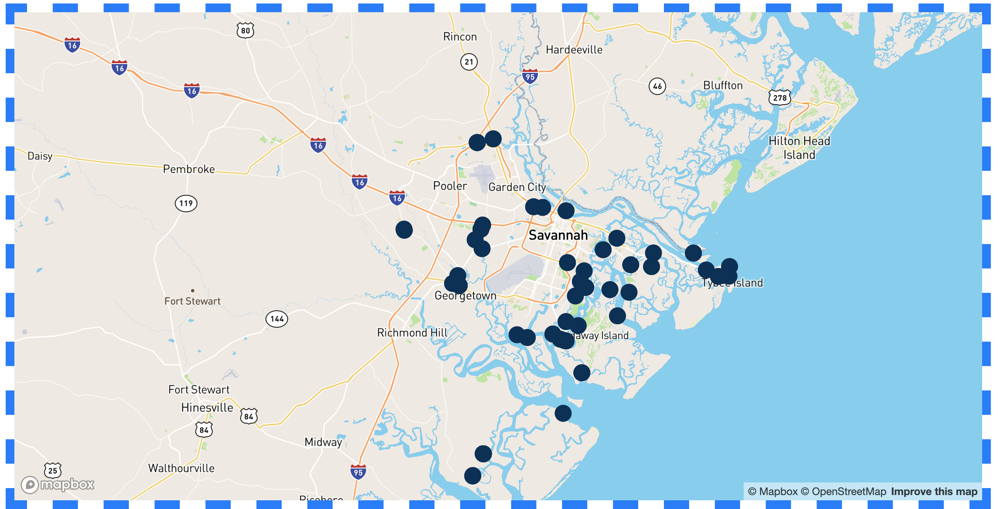 80
Rincon
16
Hardeeville
21
16
95
46
Bluffton
16
278
Hilton Head
Island
16
Daisy
Pembroke
16
Pooler
Garden City
16
119
Savannah
Island
Georgetown
Fort Stewart
144
Richmond Hill
Island
Fort Stewart
Hinesville
84
84
Midway
Walthourville
25
95
mapbox
© Mapbox © OpenStreetMap Improve this map